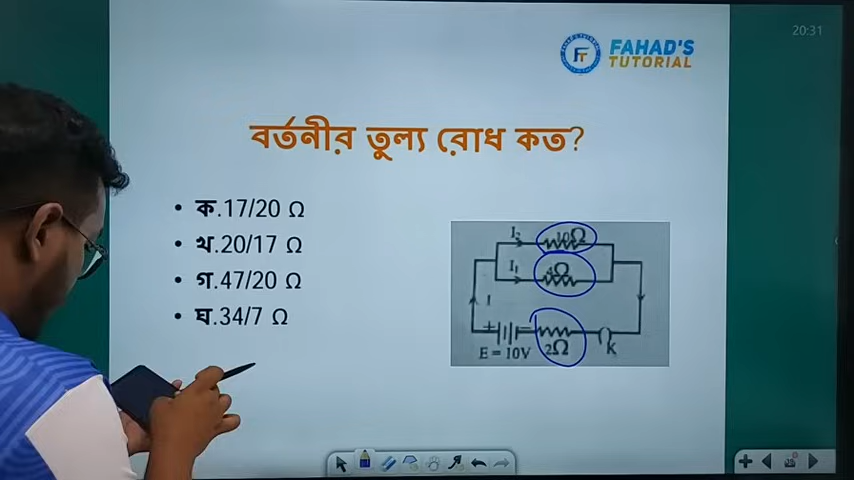 20:31
FAHAD'S
TUTORIAL
বর্তনীর তুল্য রোধ কত?
• ক.17/20 Ω
• খ.20/17 Ω
• গ.47/20 Ω
• ঘ.34/7 Ω
I₂ 10Ω
I₁ 4Ω
I
+ −
E = 10V 2Ω K